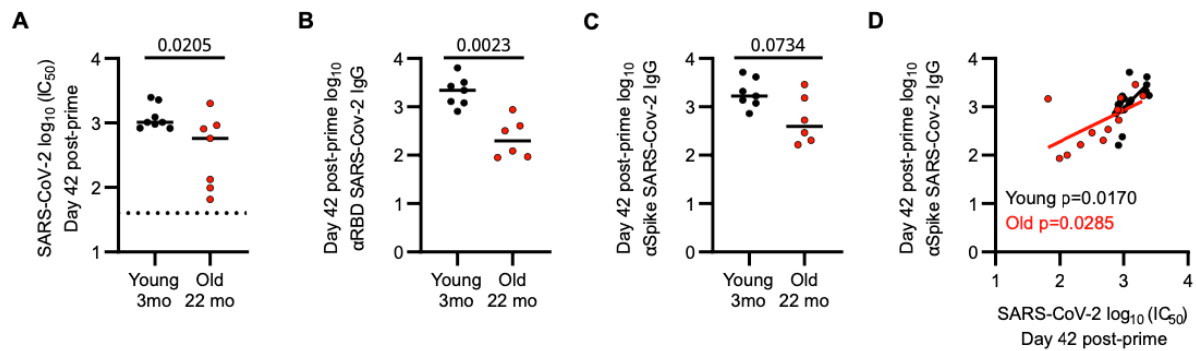 A
SARS-CoV-2 log10 (IC50)
Day 42 post-prime
0.0205
4
3
2
1
Young
3mo
Old
22 mo
B
Day 42 post-prime log10
αRBD SARS-Cov-2 IgG
0.0023
4
3
2
1
0
Young
3mo
Old
22 mo
C
Day 42 post-prime log10
αSpike SARS-Cov-2 IgG
0.0734
4
3
2
1
0
Young
3mo
Old
22 mo
D
Day 42 post-prime log10
αSpike SARS-Cov-2 IgG
4
3
2
1
0
Young p=0.0170
Old p=0.0285
1
2
3
4
SARS-CoV-2 log10 (IC50)
Day 42 post-prime